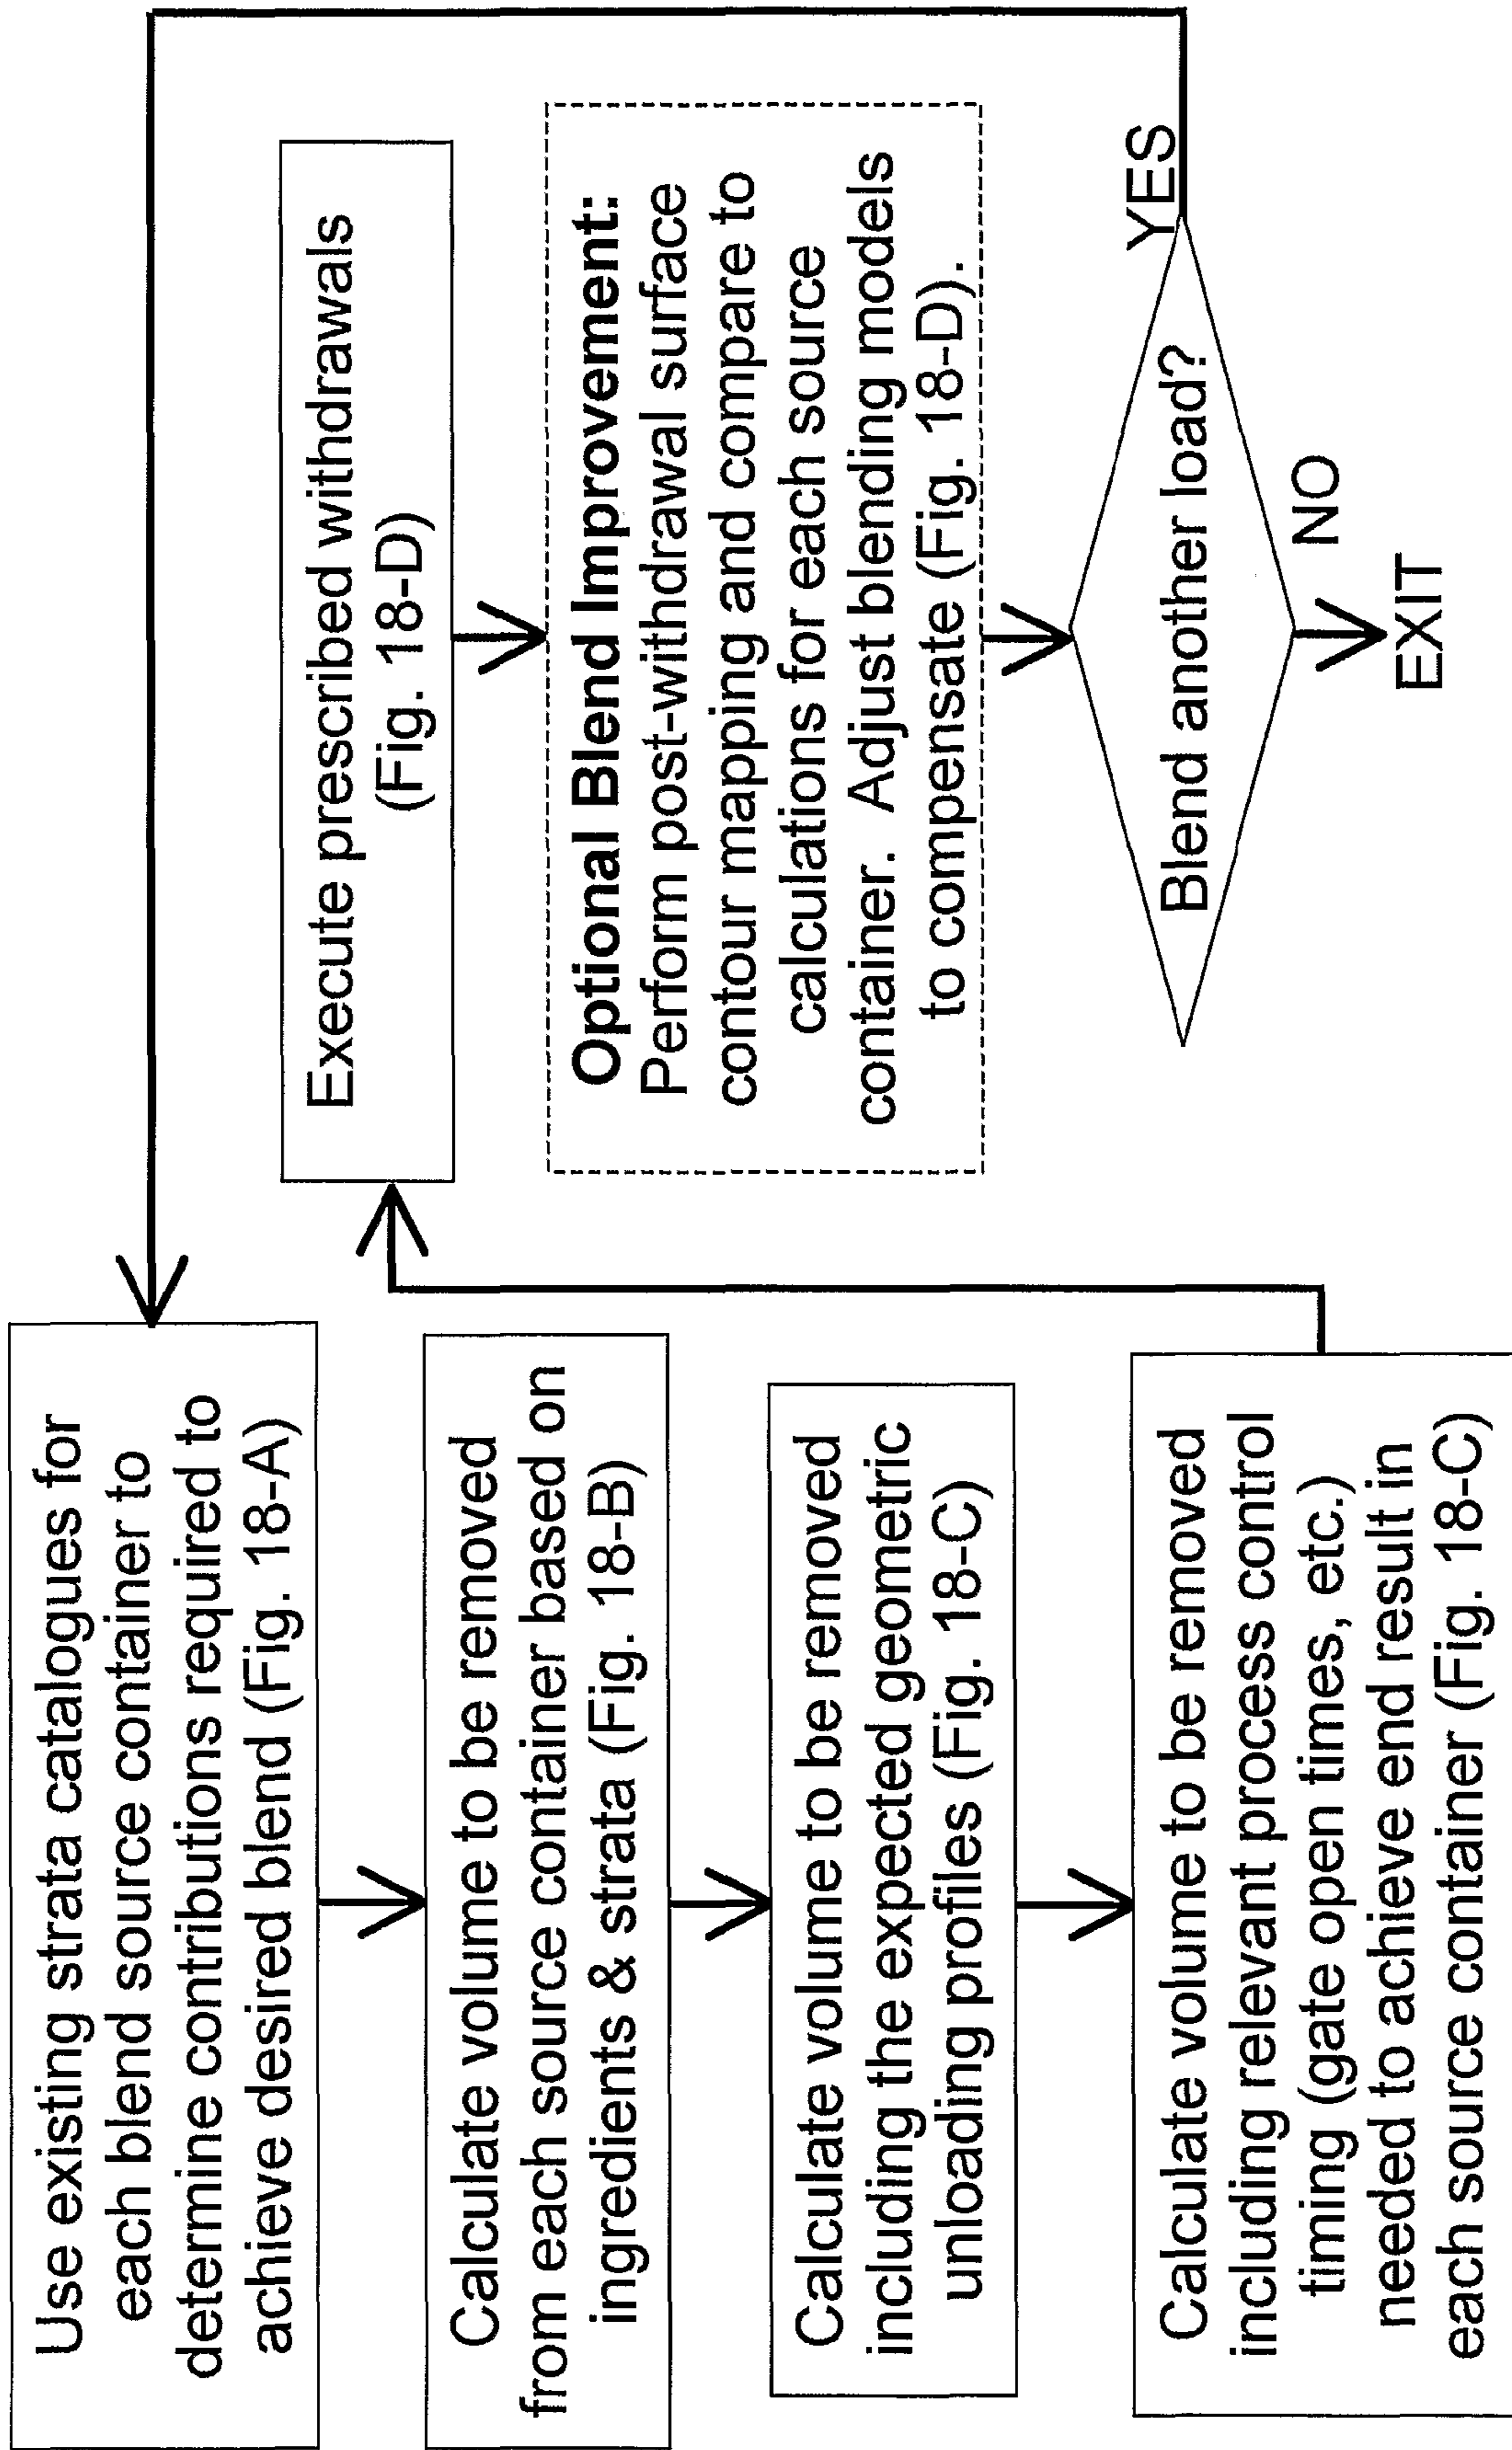 Use existing strata catalogues for
each blend source container to
determine contributions required to
achieve desired blend (Fig. 18-A)
Calculate volume to be removed
from each source container based on
ingredients & strata (Fig. 18-B)
Calculate volume to be removed
including the expected geometric
unloading profiles (Fig. 18-C)
Calculate volume to be removed
including relevant process control
timing (gate open times, etc.)
needed to achieve end result in
each source container (Fig. 18-C)
Execute prescribed withdrawals
(Fig. 18-D)
Optional Blend Improvement:
Perform post-withdrawal surface
contour mapping and compare to
calculations for each source
container. Adjust blending models
to compensate (Fig. 18-D).
Blend another load?
YES
NO
EXIT